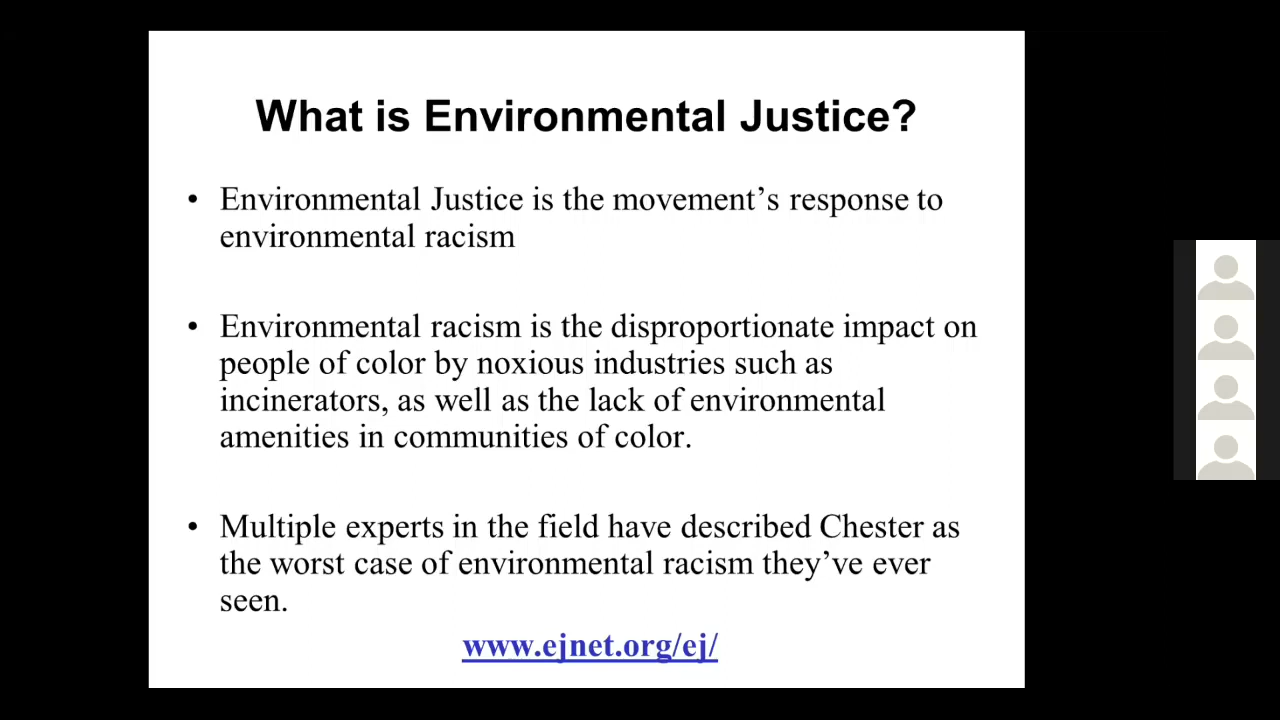 What is Environmental Justice?
• Environmental Justice is the movement’s response to
environmental racism
• Environmental racism is the disproportionate impact on
people of color by noxious industries such as
incinerators, as well as the lack of environmental
amenities in communities of color.
• Multiple experts in the field have described Chester as
the worst case of environmental racism they’ve ever
seen.
www.ejnet.org/ej/